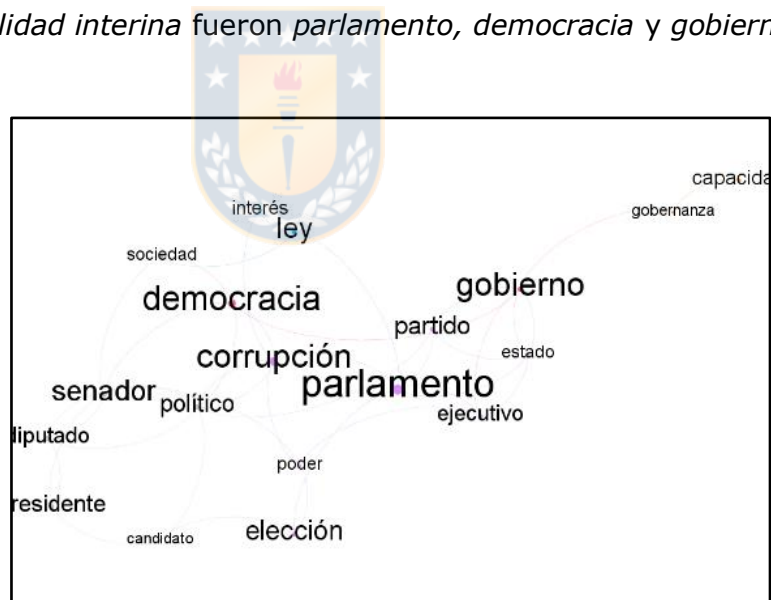 lidad interina fueron parlamento, democracia y gobiern
capacida
interés
gobernanza
ley
sociedad
gobierno
democracia
partido
estado
corrupción
parlamento
senador
político
ejecutivo
diputado
poder
residente
elección
candidato